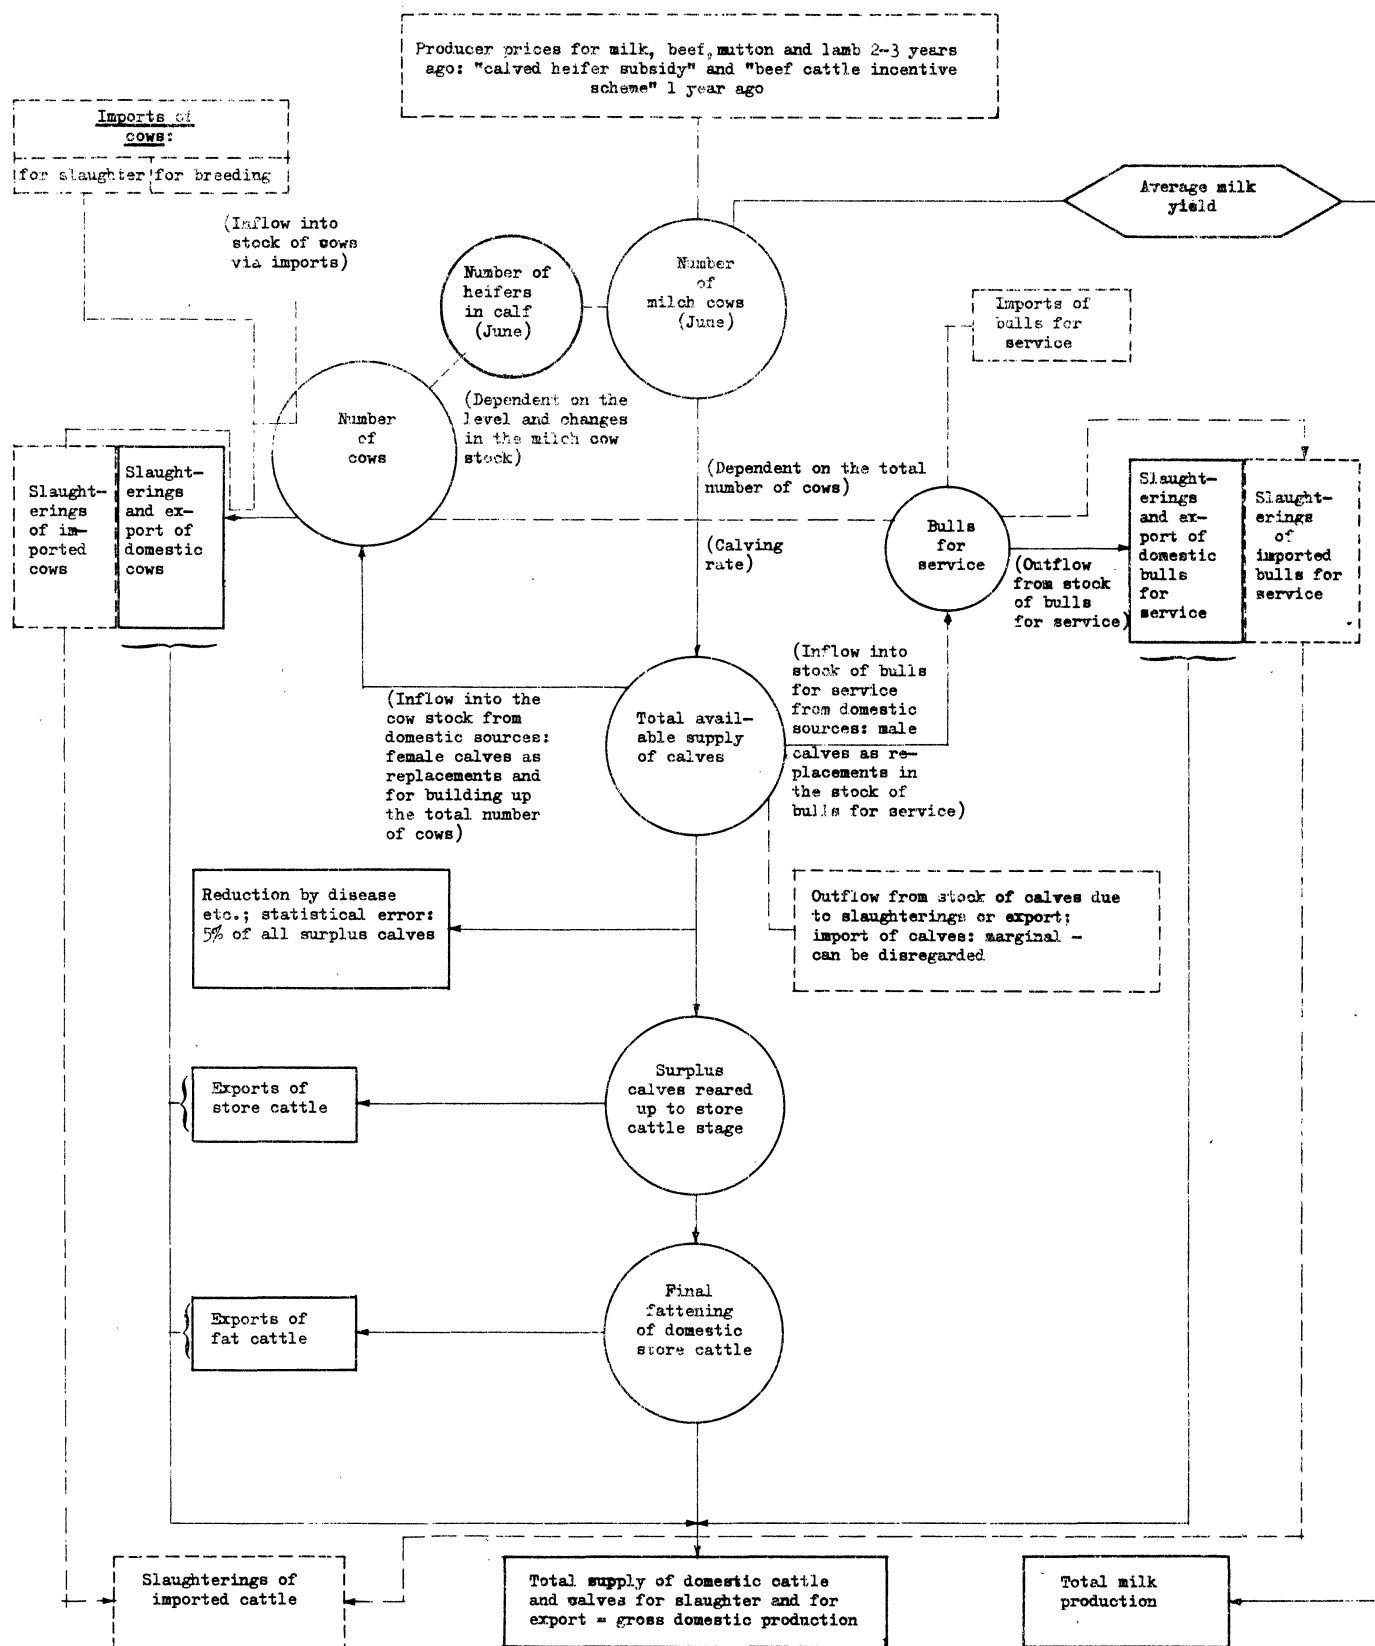 Producer prices for milk, beef, mutton and lamb 2-3 years
ago: "calved heifer subsidy" and "beef cattle incentive
scheme" 1 year ago
Imports of
cows:
for slaughter
for breeding
(Inflow into
stock of cows
via imports)
Average milk
yield
Number of
heifers
in calf
(June)
Number
of
milch cows
(June)
Imports of
bulls for
service
Number
of
cows
(Dependent on the
level and changes
in the milch cow
stock)
(Dependent on the total
number of cows)
(Calving
rate)
Slaught-
erings
of im-
ported
cows
Slaught-
erings
and ex-
port of
domestic
cows
Bulls
for
service
(Outflow
from stock
of bulls
for service)
Slaught-
erings
and ex-
port of
domestic
bulls
for
service
Slaught-
erings
of
imported
bulls for
service
(Inflow into the
cow stock from
domestic sources:
female calves as
replacements and
for building up
the total number
of cows)
Total avail-
able supply
of calves
(Inflow into
stock of bulls
for service
from domestic
sources: male
calves as re-
placements in
the stock of
bulls for service)
Reduction by disease
etc.; statistical error:
5% of all surplus calves
Outflow from stock of calves due
to slaughterings or export;
import of calves: marginal -
can be disregarded
Exports of
store cattle
Surplus
calves reared
up to store
cattle stage
Exports of
fat cattle
Final
fattening
of domestic
store cattle
Slaughterings of
imported cattle
Total supply of domestic cattle
and calves for slaughter and for
export = gross domestic production
Total milk
production